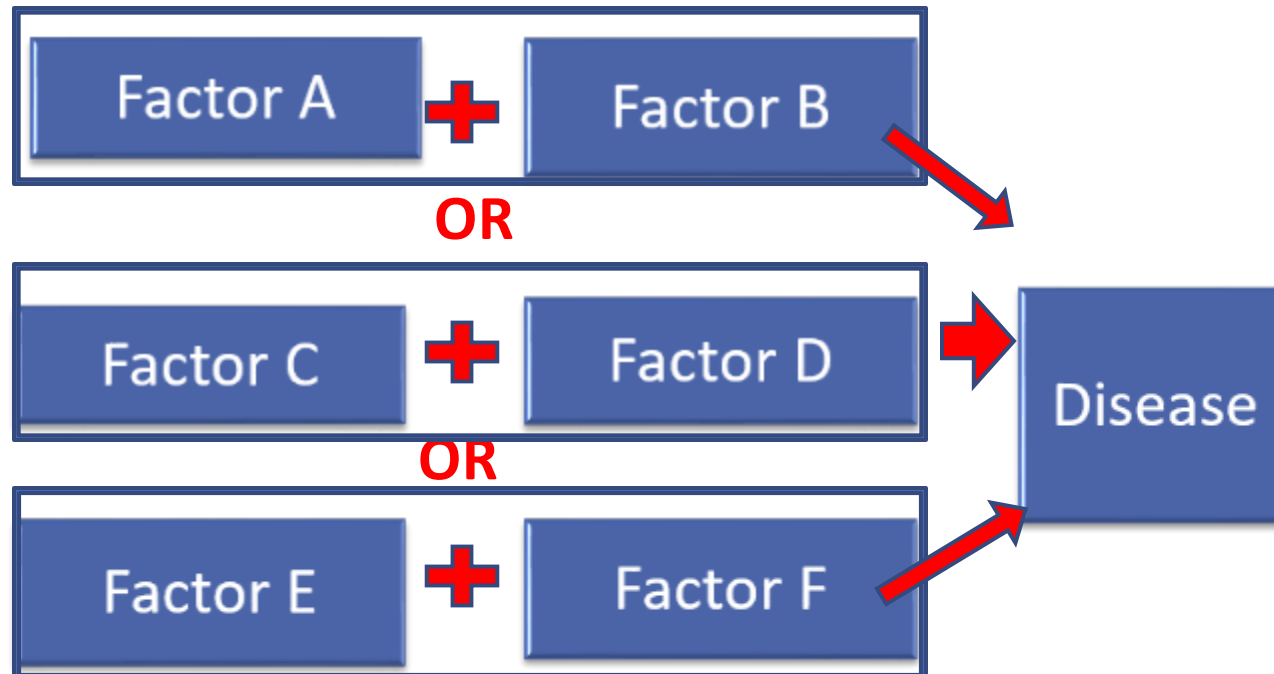 Factor A
Factor B
OR
Factor C
Factor D
Disease
OR
Factor E
Factor F